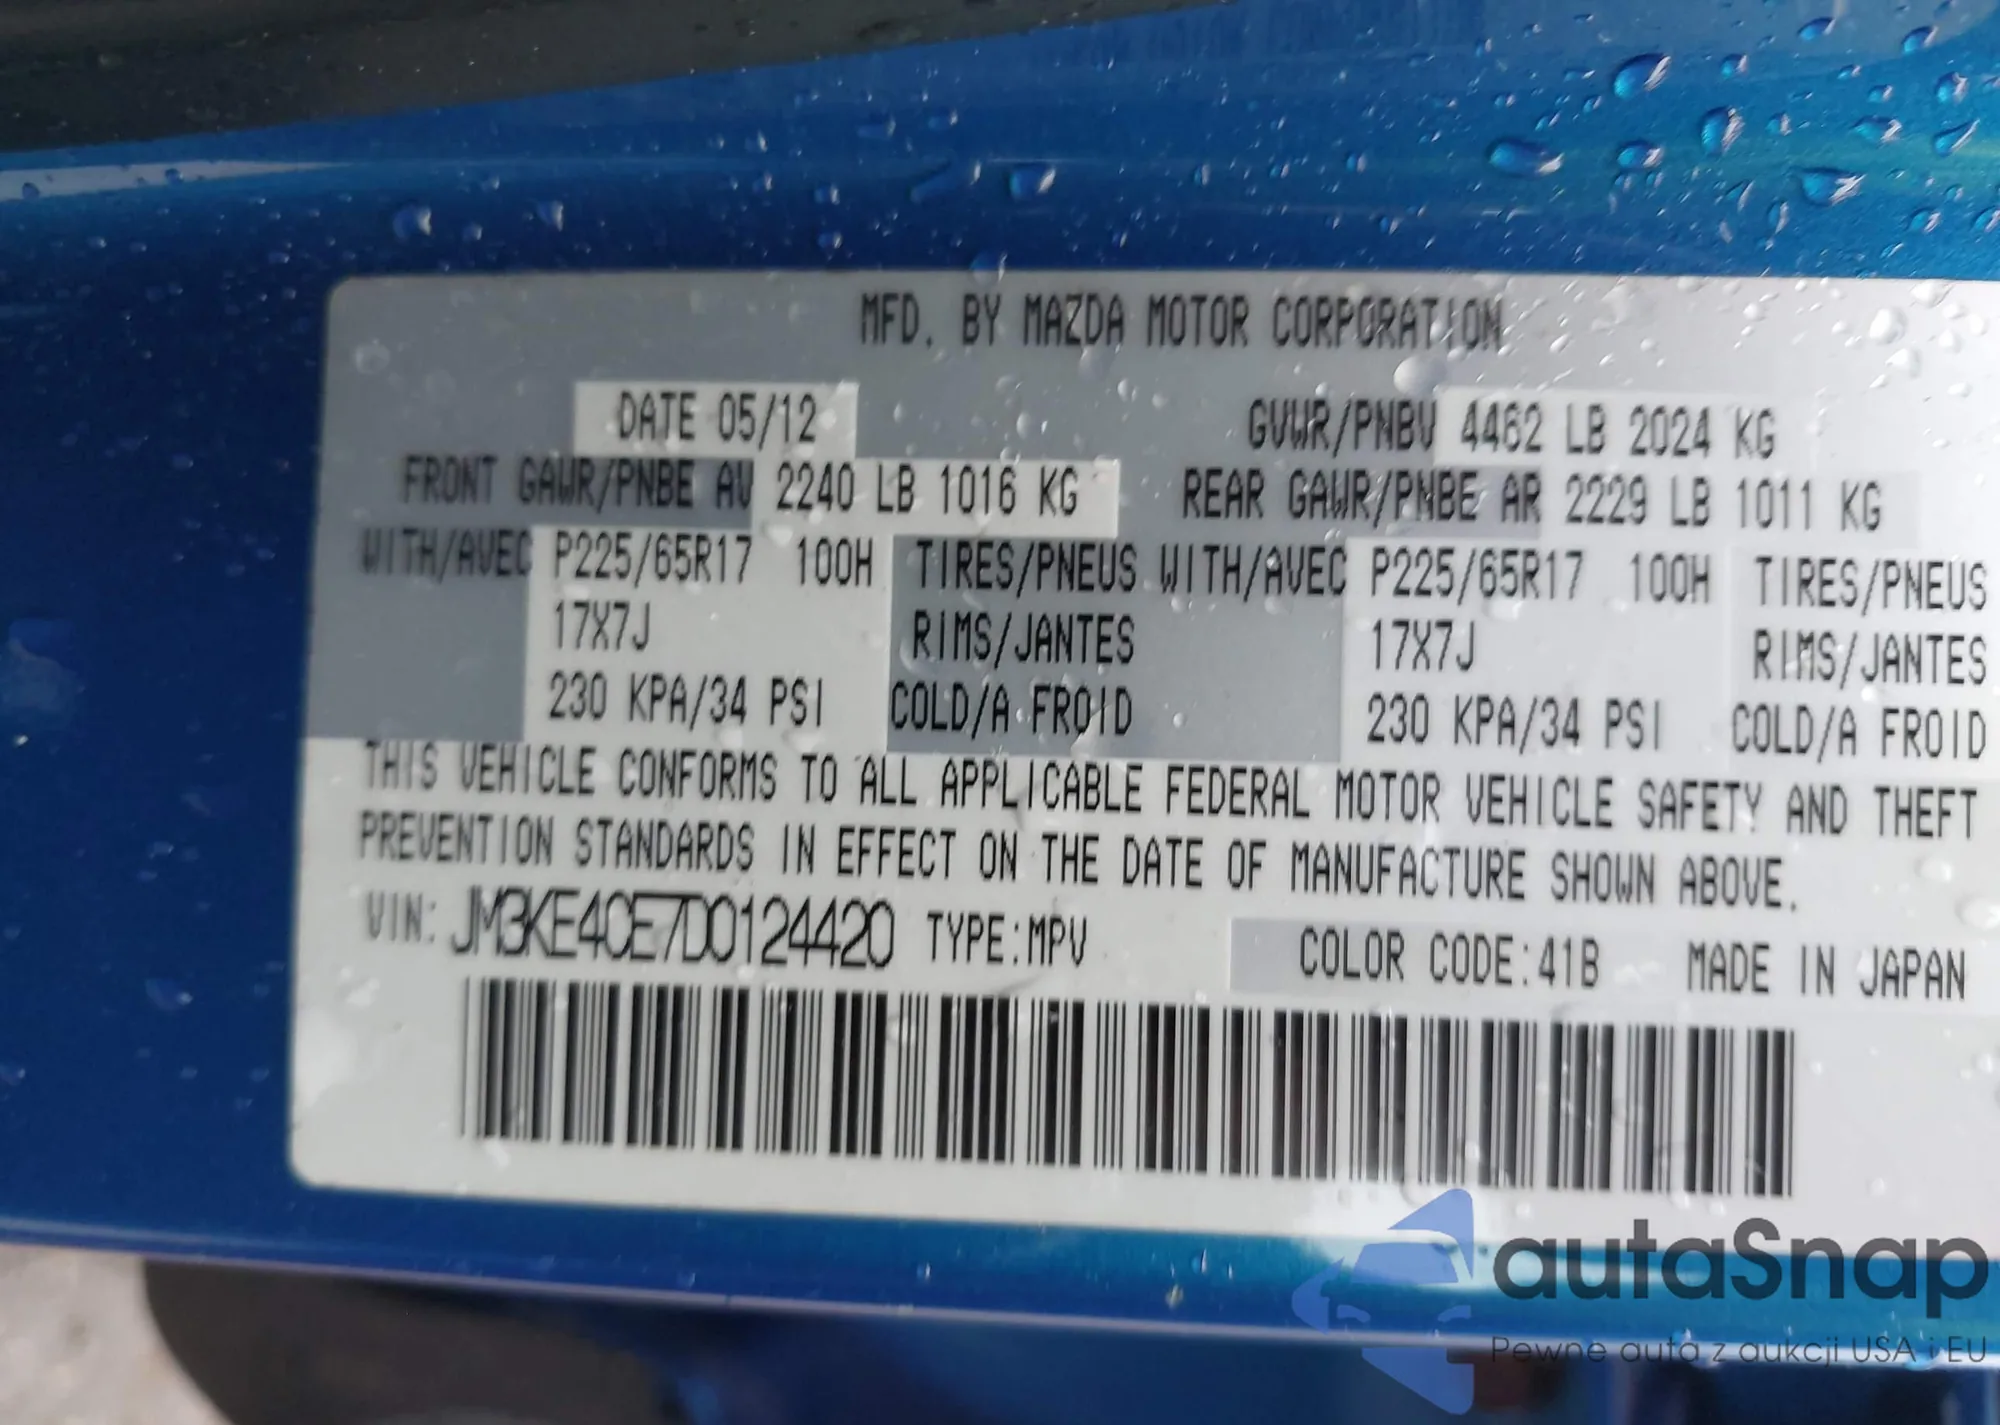 MFD. BY MAZDA MOTOR CORPORATION
DATE 05/12 GVWR/PNBV 4462 LB 2024 KG
FRONT GAWR/PNBE AV 2240 LB 1016 KG REAR GAWR/PNBE AR 2229 LB 1011 KG
WITH/AVEC P225/65R17 100H TIRES/PNEUS WITH/AVEC P225/65R17 100H TIRES/PNEUS
17X7J RIMS/JANTES 17X7J RIMS/JANTES
230 KPA/34 PSI COLD/A FROID 230 KPA/34 PSI COLD/A FROID
THIS VEHICLE CONFORMS TO ALL APPLICABLE FEDERAL MOTOR VEHICLE SAFETY AND THEFT
PREVENTION STANDARDS IN EFFECT ON THE DATE OF MANUFACTURE SHOWN ABOVE.
VIN: JM3KE4CE7D0124420 TYPE:MPV COLOR CODE:41B MADE IN JAPAN
autaSnap
Pewne auta z aukcji USA i EU